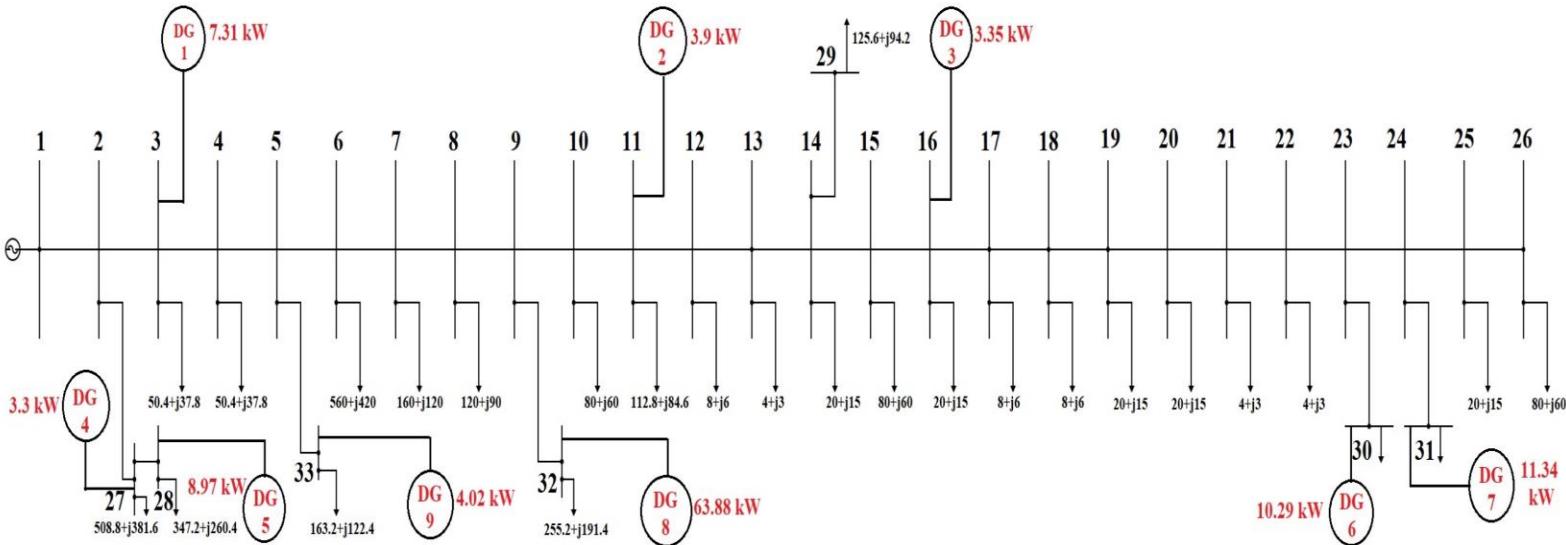 DG
1
7.31 kW
DG
2
3.9 kW
DG
3
3.35 kW
29
125.6+j94.2
1 2 3 4 5 6 7 8 9 10 11 12 13 14 15 16 17 18 19 20 21 22 23 24 25 26
50.4+j37.8 50.4+j37.8 560+j420 160+j120 120+j90 80+j60 112.8+j84.6 8+j6 4+j3 20+j15 80+j60 20+j15 8+j6 8+j6 20+j15 20+j15 4+j3 4+j3 20+j15 80+j60
3.3 kW
DG
4
27
28
508.8+j381.6 347.2+j260.4
8.97 kW
DG
5
33
163.2+j122.4
DG
9
4.02 kW
32
255.2+j191.4
DG
8
63.88 kW
30
10.29 kW
DG
6
31
DG
7
11.34
kW